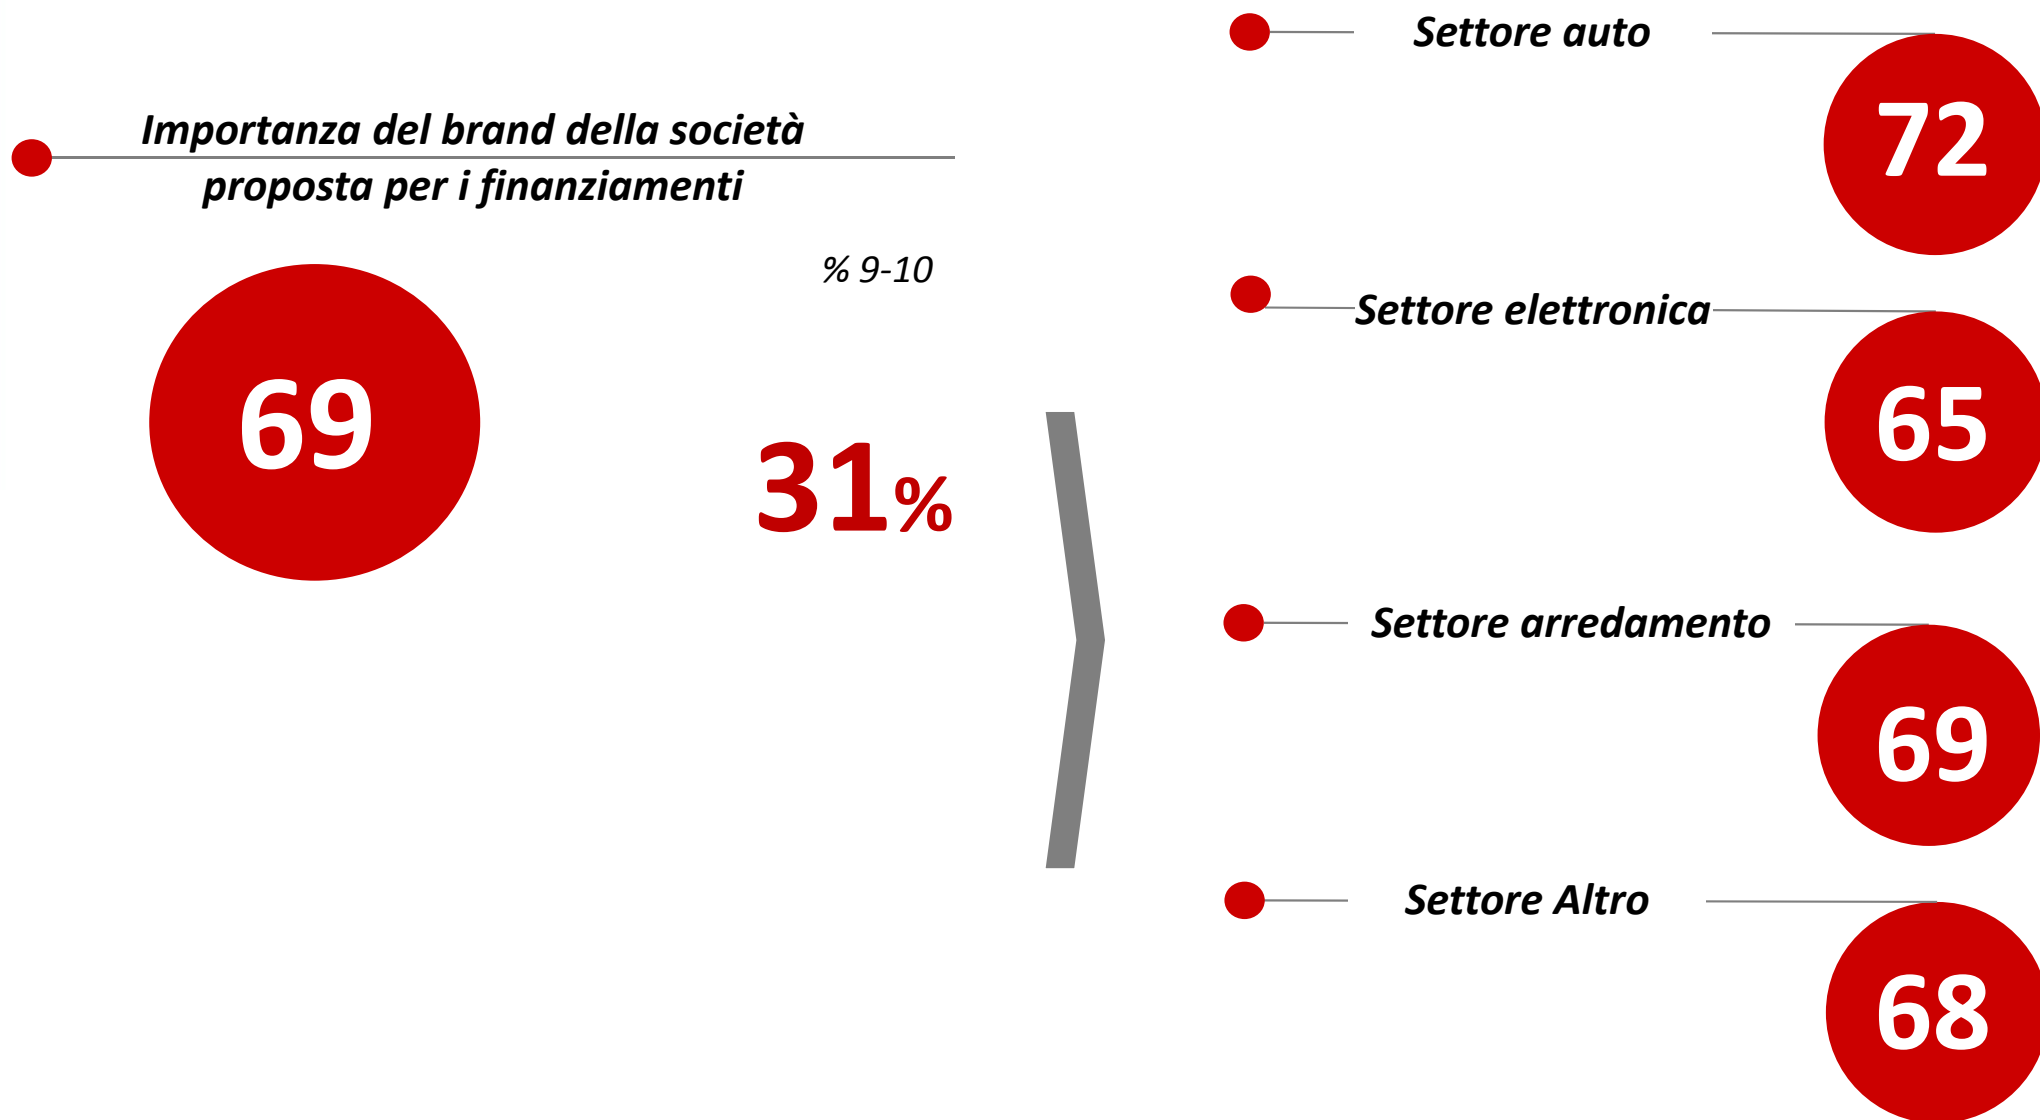 Importanza del brand della società
proposta per i finanziamenti
% 9-10
69
31%
Settore auto
72
Settore elettronica
65
Settore arredamento
69
Settore Altro
68